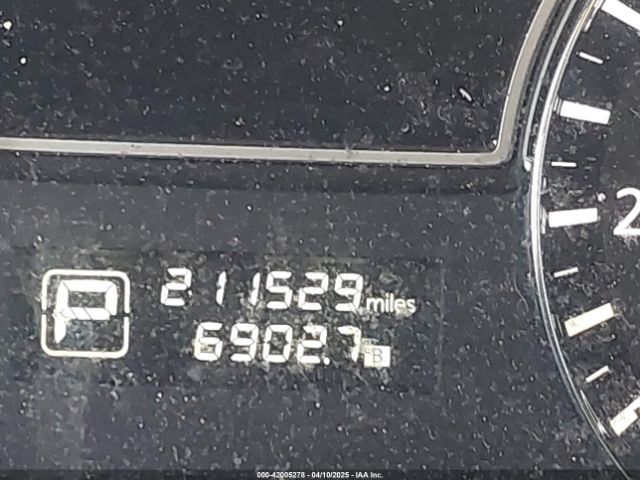 2
P 211529 miles
6902.7 B
000-42005278 - 04/10/2025 - IAA Inc.